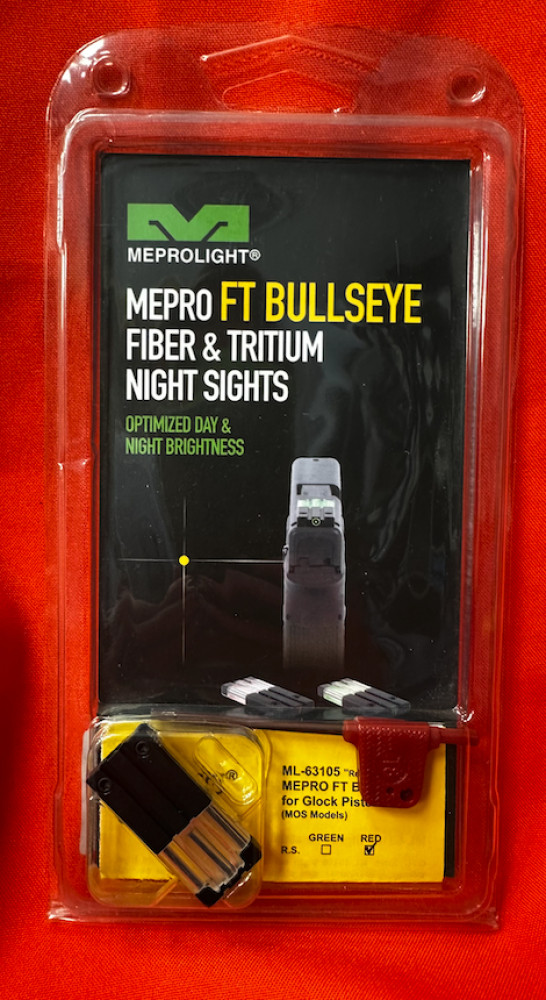 MEPROLIGHT®
MEPRO FT BULLSEYE
FIBER & TRITIUM
NIGHT SIGHTS
OPTIMIZED DAY &
NIGHT BRIGHTNESS
ML-63105
MEPRO FT
for Glock
(MOS Models)
GREEN RED
R.S.